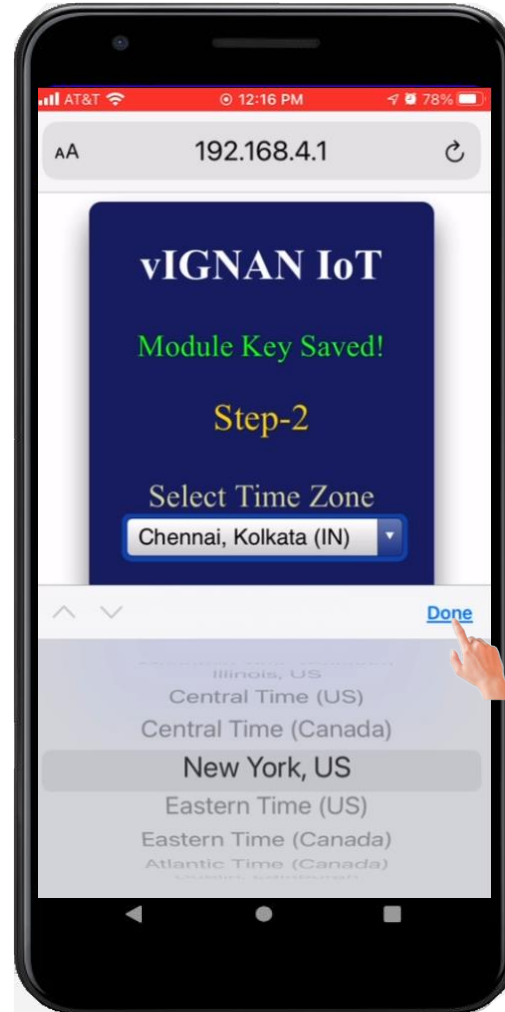 AT&T 12:16 PM 78%
AA 192.168.4.1
vIGNAN IoT
Module Key Saved!
Step-2
Select Time Zone
Chennai, Kolkata (IN)
Done
Illinois, US
Central Time (US)
Central Time (Canada)
New York, US
Eastern Time (US)
Eastern Time (Canada)
Atlantic Time (Canada)